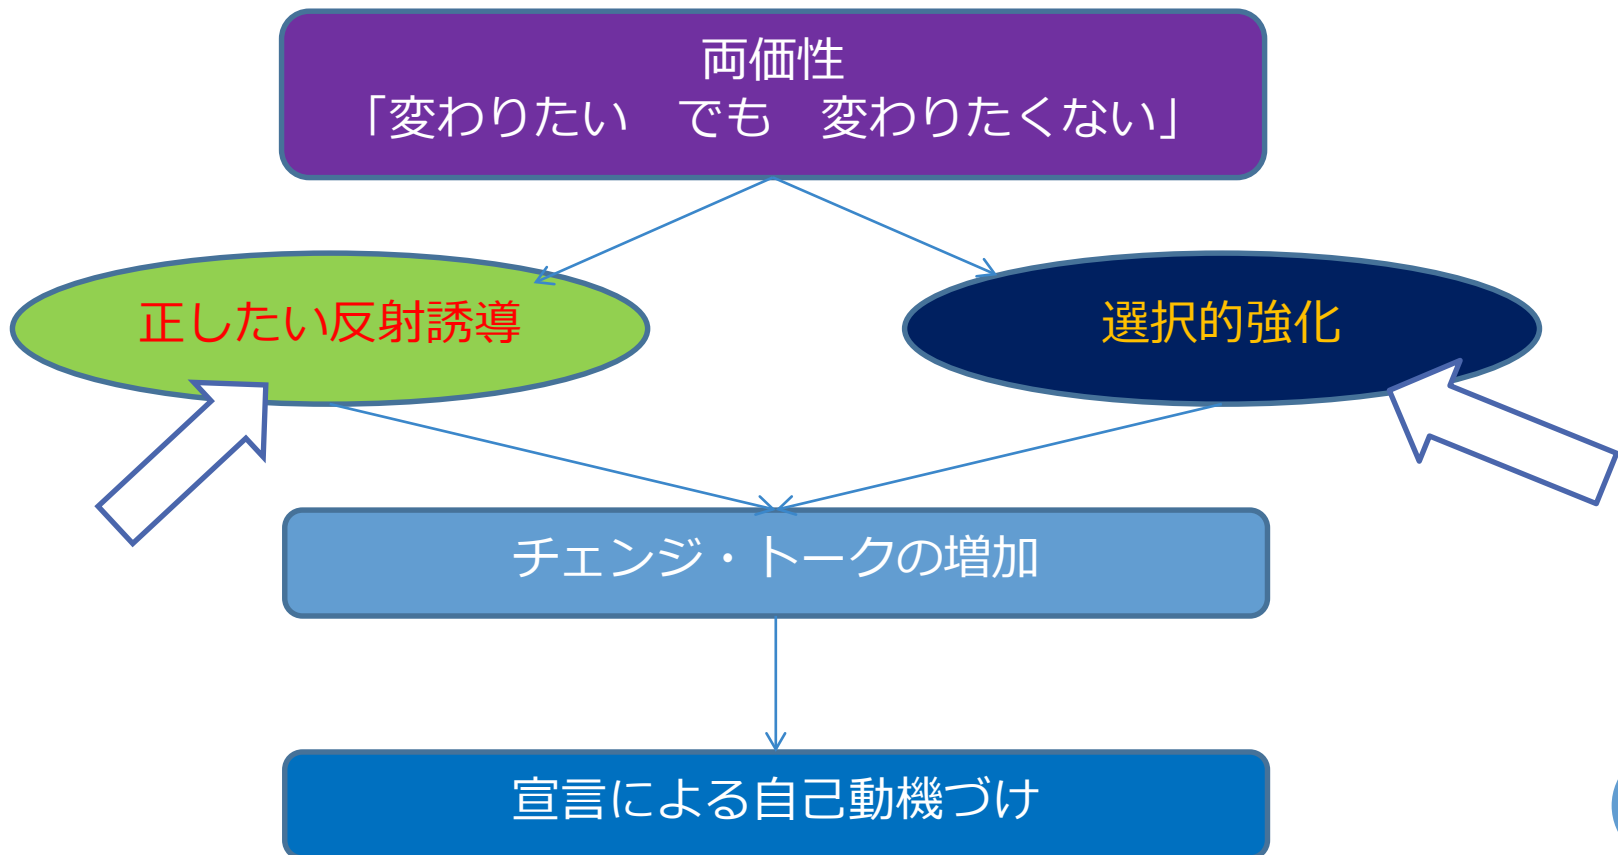 両価性
「変わりたい　でも　変わりたくない」
正したい反射誘導
選択的強化
チェンジ・トークの増加
宣言による自己動機づけ